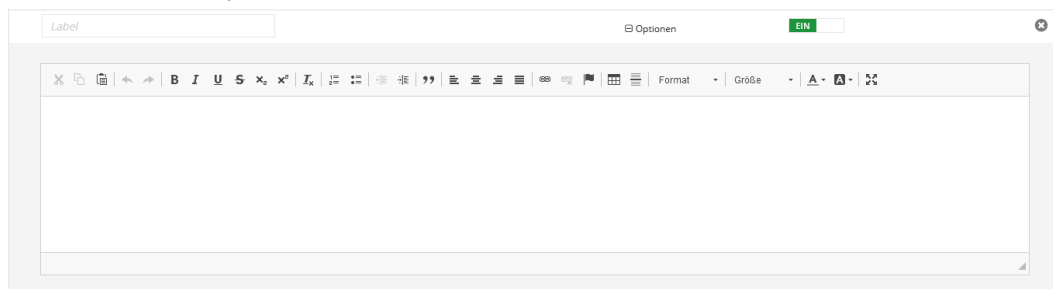 Label
Optionen
EIN
Format
Größe